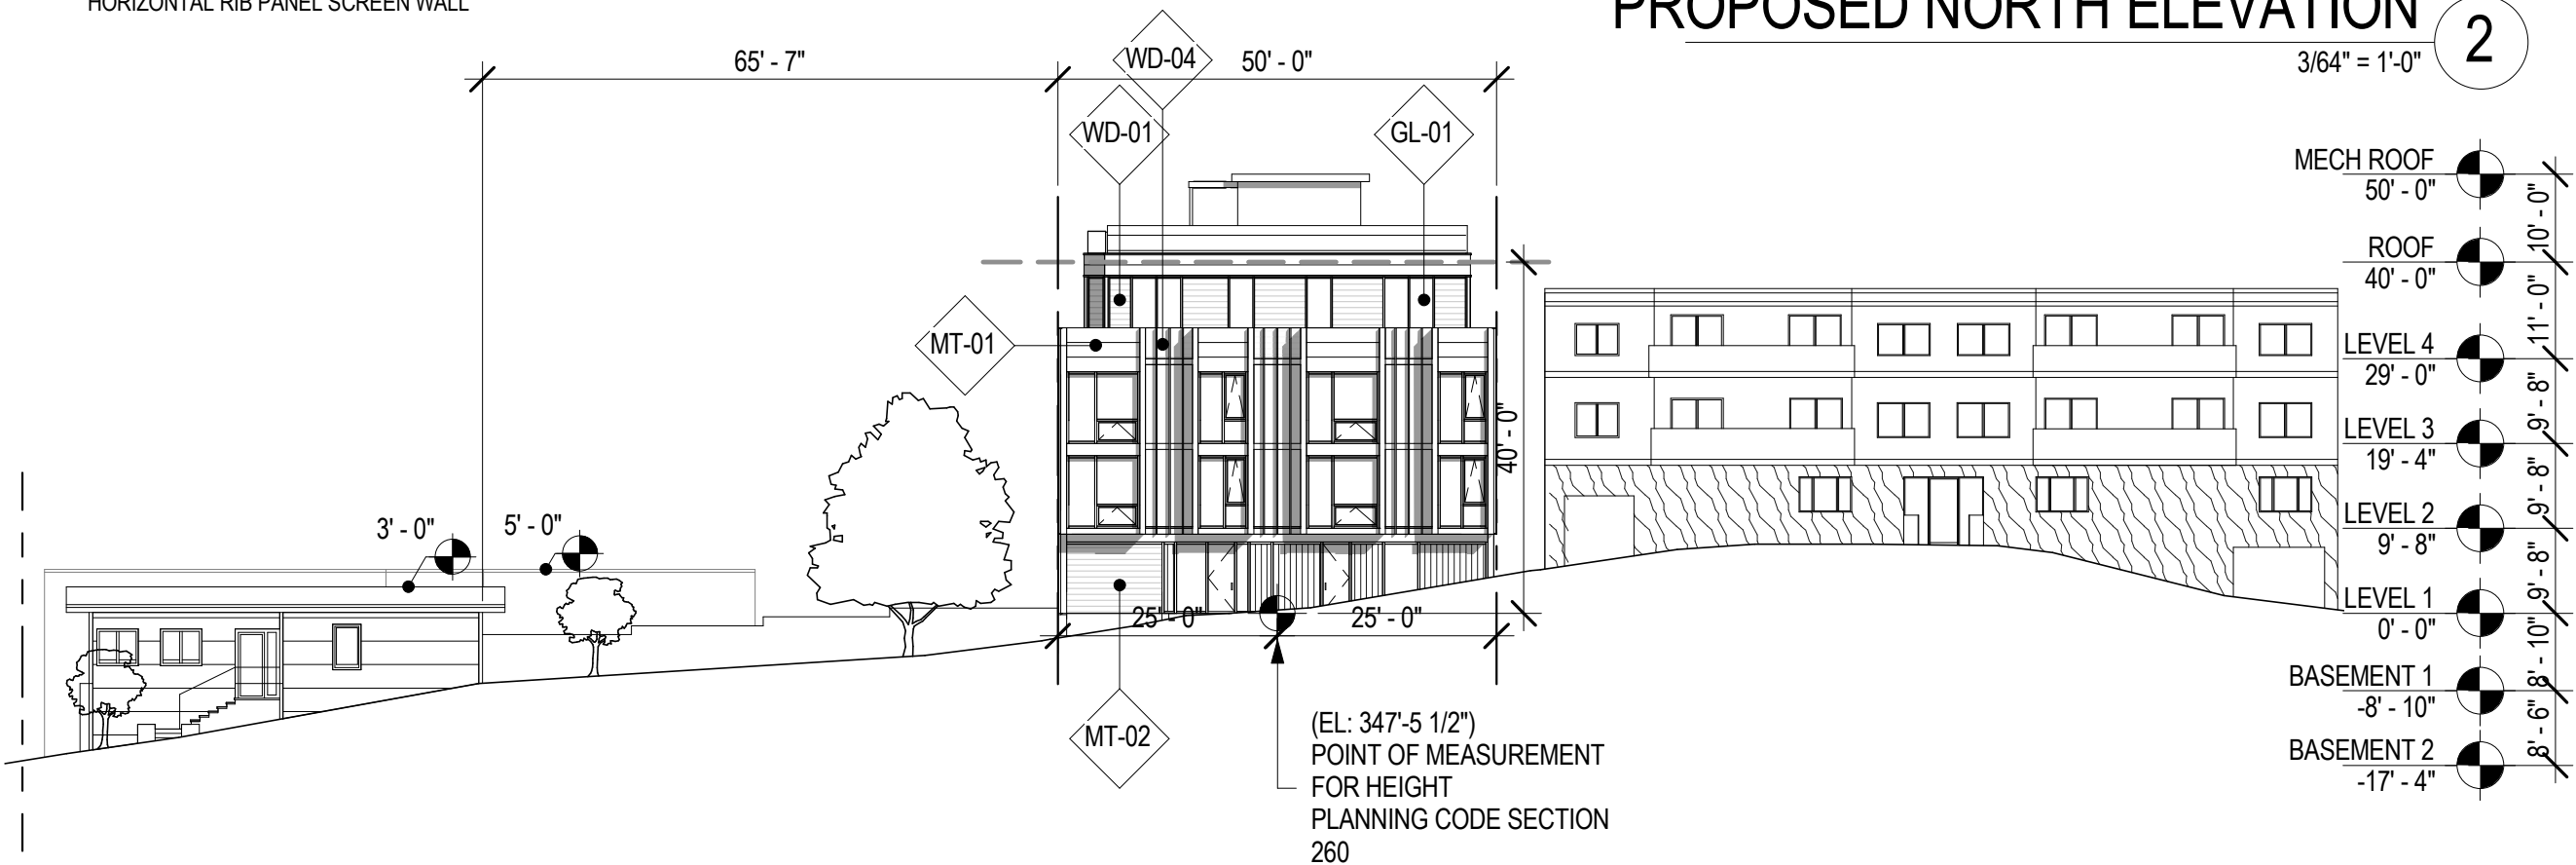 HORIZONTAL RIB PANEL SCREEN WALL
PROPOSED NORTH ELEVATION
2
3/64" = 1'-0"
65' - 7"
50' - 0"
WD-04
WD-01
GL-01
MT-01
MT-02
MECH ROOF
50' - 0"
10' - 0"
ROOF
40' - 0"
11' - 0"
LEVEL 4
29' - 0"
9' - 8"
LEVEL 3
19' - 4"
9' - 8"
LEVEL 2
9' - 8"
9' - 8"
LEVEL 1
0' - 0"
8' - 10"
BASEMENT 1
-8' - 10"
8' - 6"
BASEMENT 2
-17' - 4"
40' - 0"
3' - 0"
5' - 0"
25' - 0"
25' - 0"
(EL: 347'-5 1/2")
POINT OF MEASUREMENT
FOR HEIGHT
PLANNING CODE SECTION
260